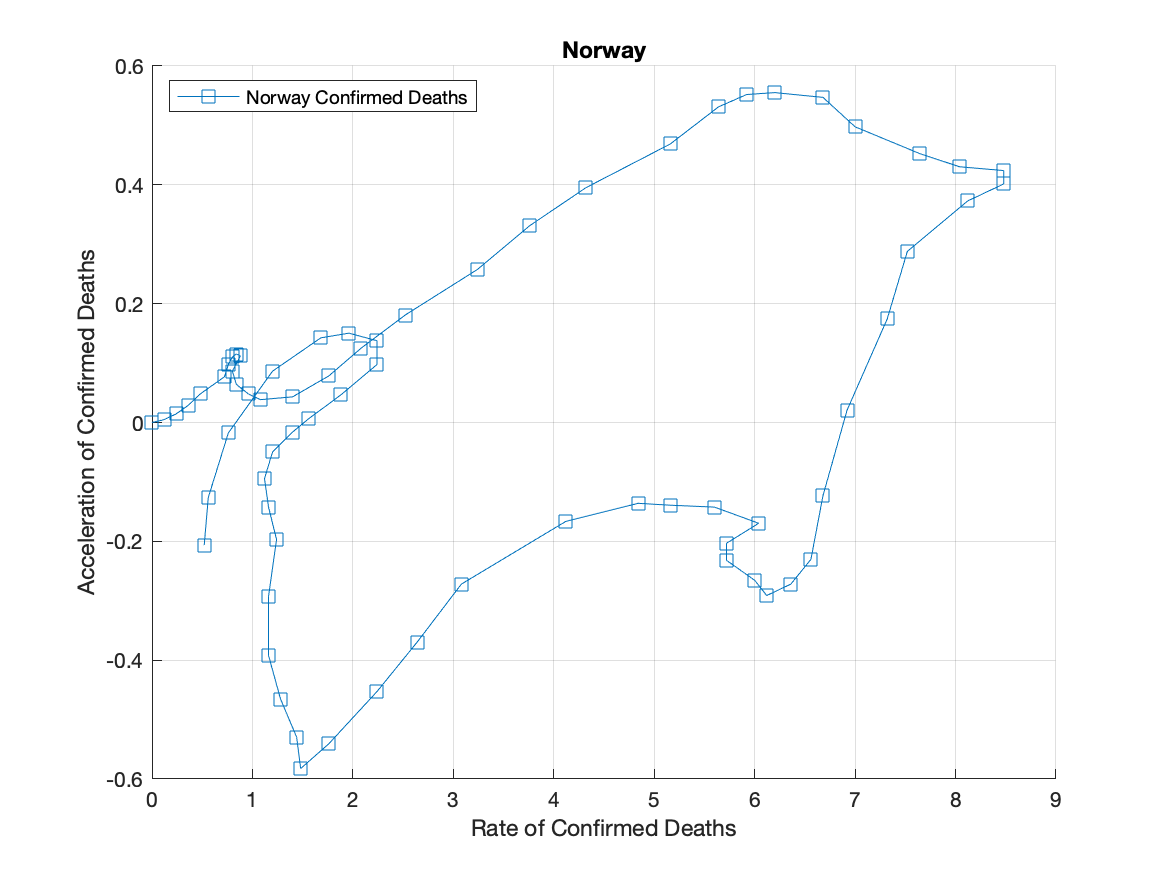 Norway
Norway Confirmed Deaths
0.6
0.4
0.2
0
-0.2
-0.4
-0.6
Acceleration of Confirmed Deaths
0 1 2 3 4 5 6 7 8 9
Rate of Confirmed Deaths